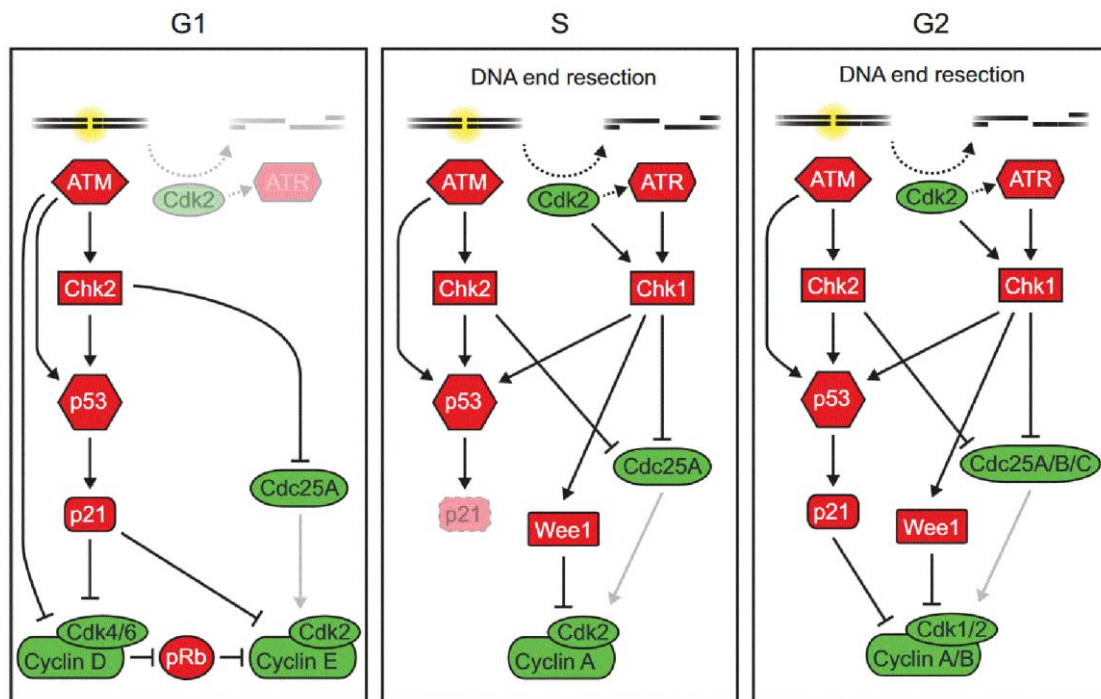 G1
ATM
Cdk2
ATR
Chk2
p53
Cdc25A
p21
Cdk4/6
Cyclin D
pRb
Cdk2
Cyclin E
S
DNA end resection
ATM
Cdk2
ATR
Chk2
Chk1
p53
Cdc25A
p21
Wee1
Cdk2
Cyclin A
G2
DNA end resection
ATM
Cdk2
ATR
Chk2
Chk1
p53
Cdc25A/B/C
p21
Wee1
Cdk1/2
Cyclin A/B